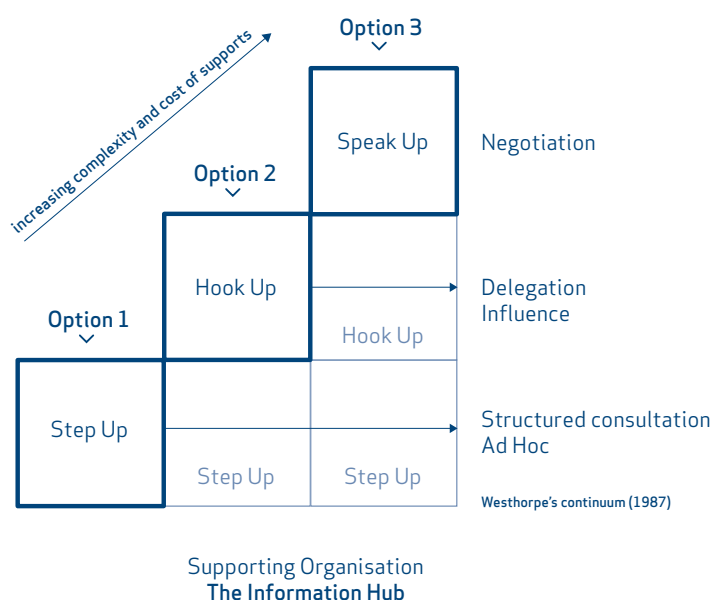 Option 3
increasing complexity and cost of supports
Speak Up
Negotiation
Option 2
Hook Up
Delegation
Influence
Hook Up
Option 1
Step Up
Structured consultation
Ad Hoc
Step Up
Step Up
Westhorpe's continuum (1987)
Supporting Organisation
The Information Hub